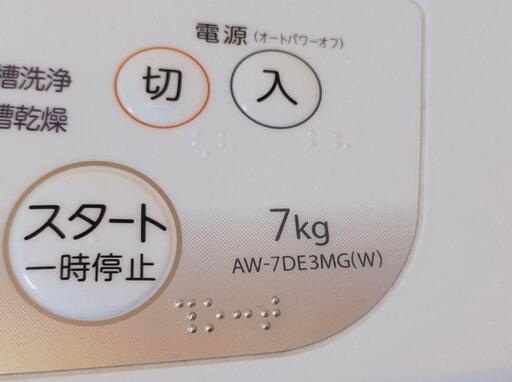 電源 (オートパワーオフ)
槽洗浄
切 入
槽乾燥
スタート
一時停止
7kg
AW-7DE3MG(W)